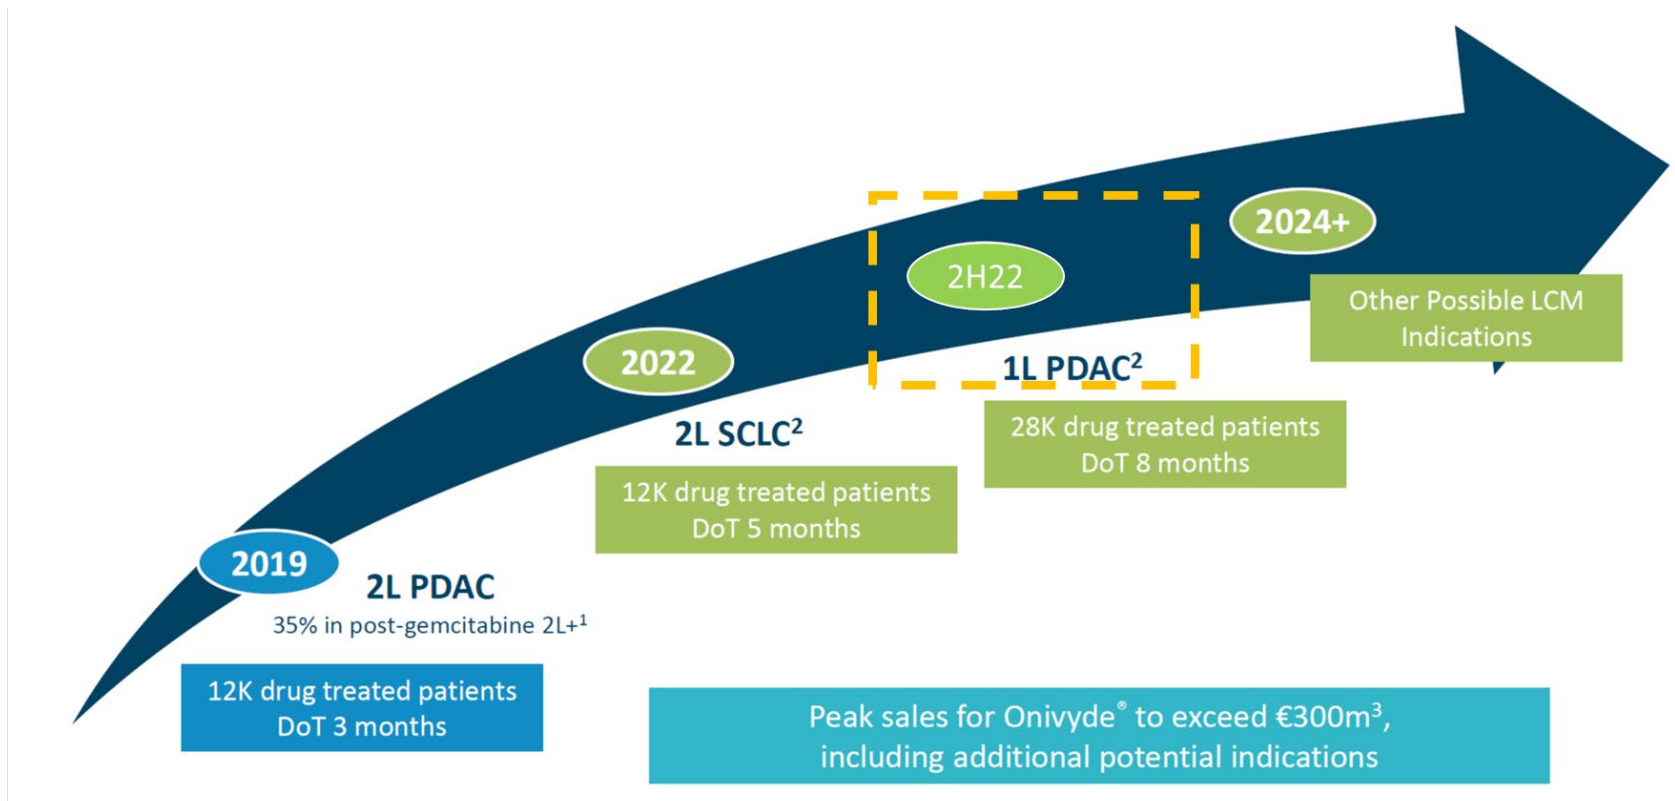 2019
2L PDAC
35% in post-gemcitabine 2L+¹
12K drug treated patients
DoT 3 months
2022
2L SCLC²
12K drug treated patients
DoT 5 months
2H22
1L PDAC²
28K drug treated patients
DoT 8 months
2024+
Other Possible LCM
Indications
Peak sales for Onivyde® to exceed €300m³,
including additional potential indications